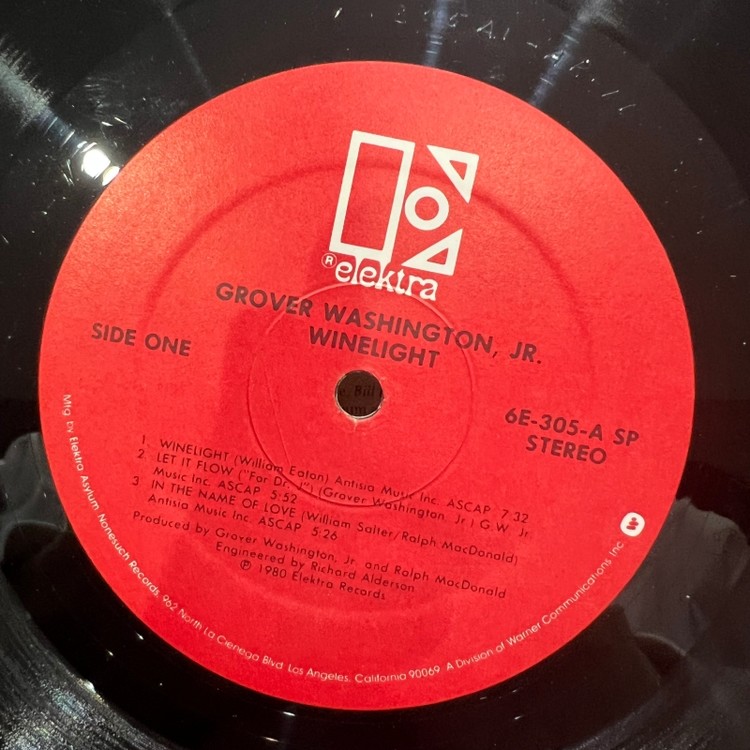 ® elektra
GROVER WASHINGTON, JR.
WINELIGHT
SIDE ONE
6E-305-A SP
STEREO
1. WINELIGHT (William Eaton) Antisia Music Inc. ASCAP 7:32
2. LET IT FLOW ("For Dr. J") (Grover Washington, Jr.) G.W. Jr.
Music Inc. ASCAP 5:52
3. IN THE NAME OF LOVE (William Salter/Ralph MacDonald)
Antisia Music Inc. ASCAP 5:26
Produced by Grover Washington, Jr. and Ralph MacDonald
Engineered by Richard Alderson
℗ 1980 Elektra Records
Mfg. by Elektra Asylum Nonesuch Records, 962 North La Cienega Blvd. Los Angeles, California 90069. A Division of Warner Communications Inc.